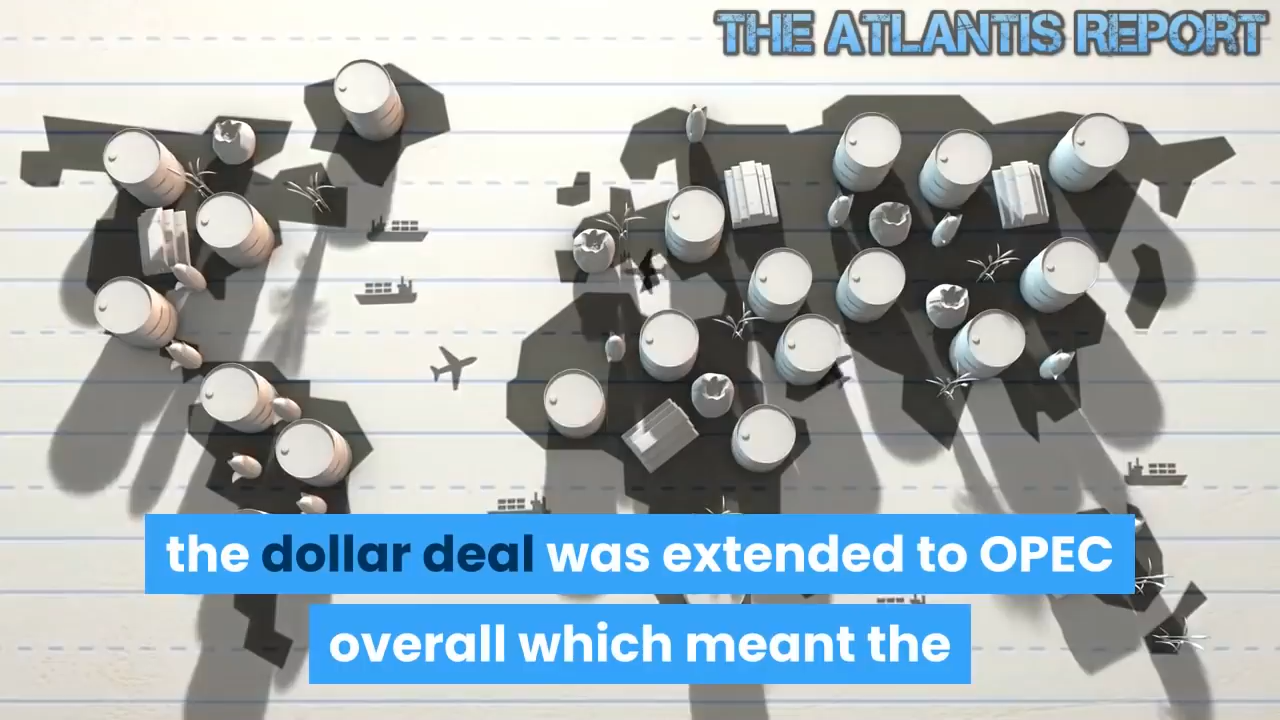 THE ATLANTIS REPORT
the dollar deal was extended to OPEC
overall which meant the